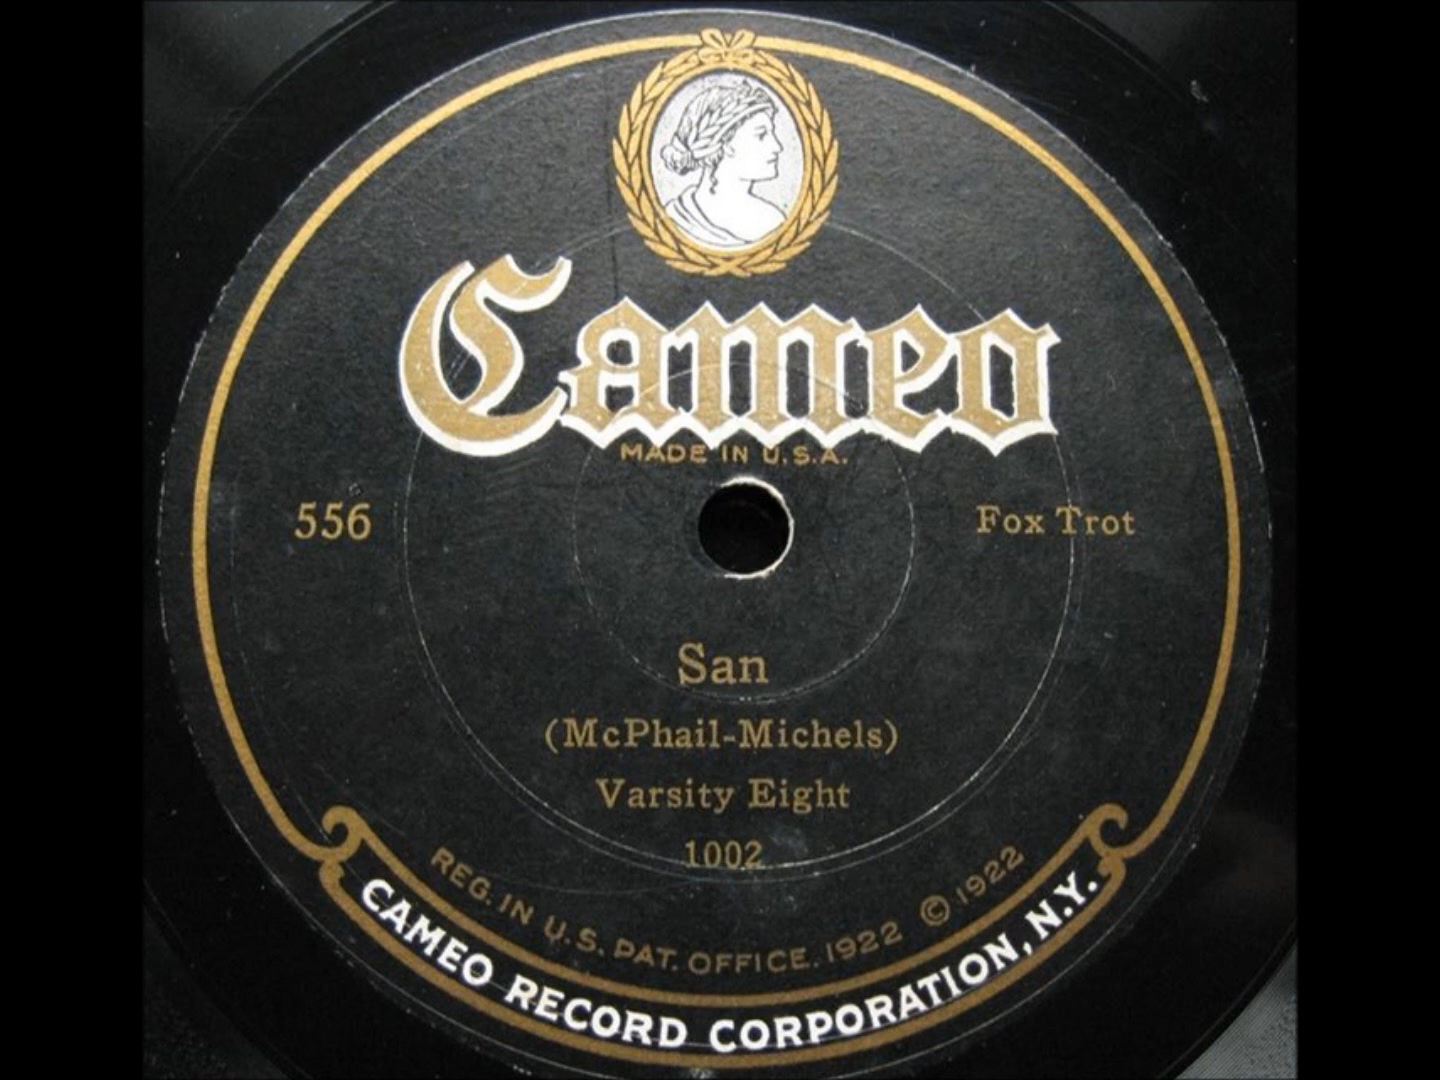 Cameo
MADE IN U.S.A.
556
Fox Trot
San
(McPhail-Michels)
Varsity Eight
1002
REG. IN U.S. PAT. OFFICE. 1922 © 1922
CAMEO RECORD CORPORATION, N.Y.